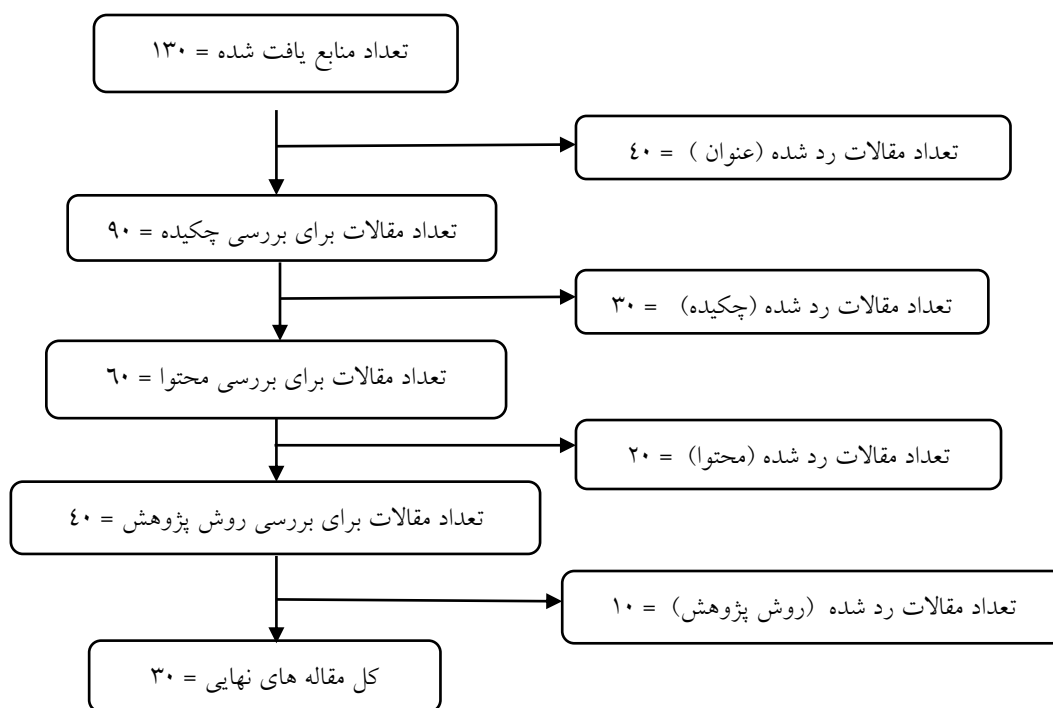 تعداد منابع یافت شده = ۱۳۰
تعداد مقالات رد شده (عنوان ) = ٤٠
تعداد مقالات برای بررسی چکیده = ۹۰
تعداد مقالات رد شده (چکیده) = ۳۰
تعداد مقالات برای بررسی محتوا = ٦٠
تعداد مقالات رد شده (محتوا) = ۲۰
تعداد مقالات برای بررسی روش پژوهش = ٤٠
تعداد مقالات رد شده (روش پژوهش) = ۱۰
کل مقاله های نهایی = ۳۰